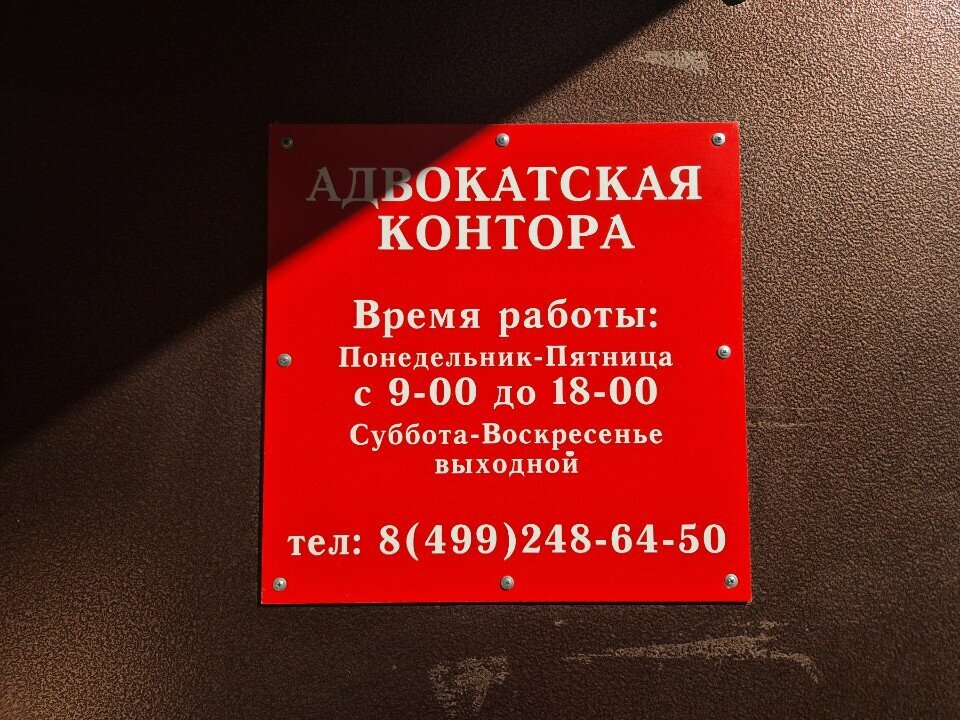 АДВОКАТСКАЯ
КОНТОРА
Время работы:
Понедельник-Пятница
с 9-00 до 18-00
Суббота-Воскресенье
выходной
тел: 8(499)248-64-50